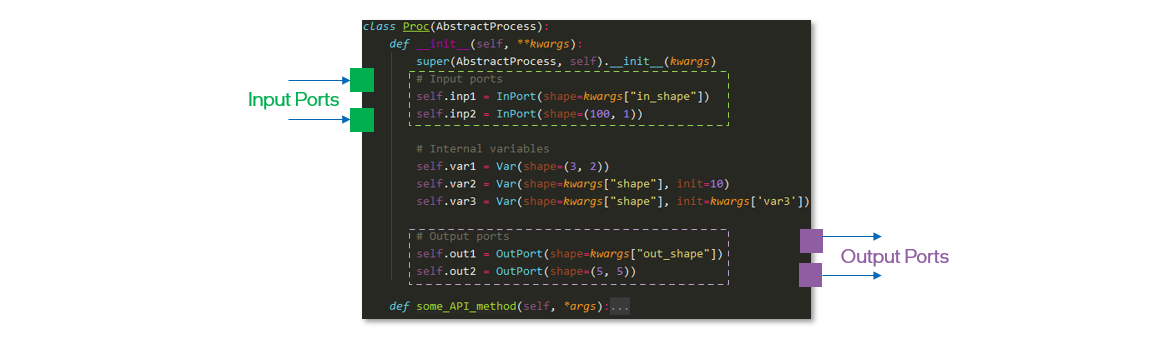 class Proc(AbstractProcess):
    def __init__(self, **kwargs):
        super(AbstractProcess, self).__init__(kwargs)
        # Input ports
        self.inp1 = InPort(shape=kwargs["in_shape"])
        self.inp2 = InPort(shape=(100, 1))
Input Ports
        # Internal variables
        self.var1 = Var(shape=(3, 2))
        self.var2 = Var(shape=kwargs["shape"], init=10)
        self.var3 = Var(shape=kwargs["shape"], init=kwargs['var3'])
        # Output ports
        self.out1 = OutPort(shape=kwargs["out_shape"])
        self.out2 = OutPort(shape=(5, 5))
Output Ports
    def some_API_method(self, *args):...